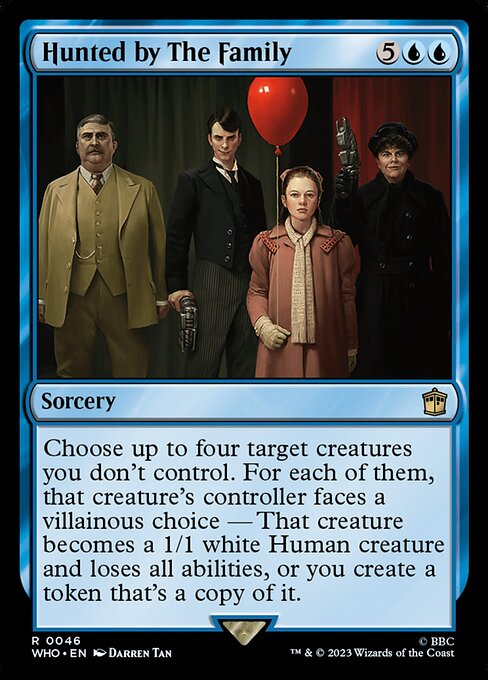 Hunted by The Family 5
Sorcery
Choose up to four target creatures
you don't control. For each of them,
that creature's controller faces a
villainous choice — That creature
becomes a 1/1 white Human creature
and loses all abilities, or you create a
token that's a copy of it.
R 0046
WHO • EN Darren Tan
© BBC
™ & © 2023 Wizards of the Coast